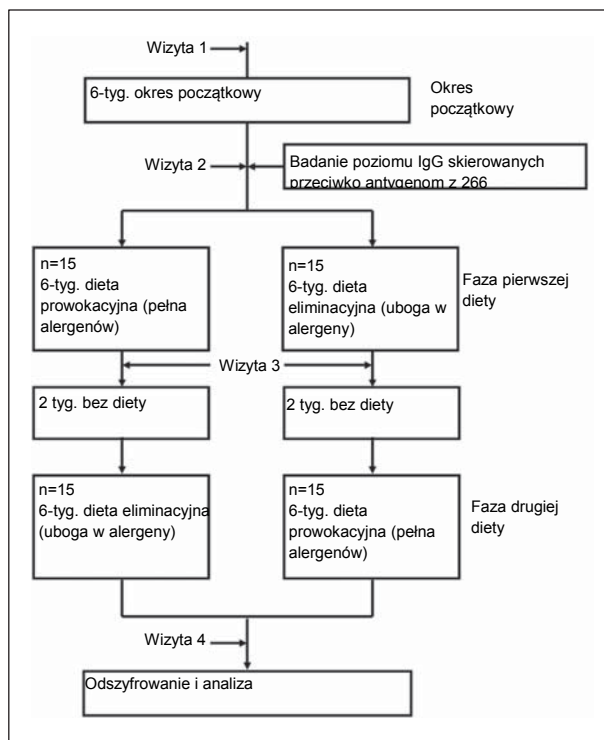 Wizyta 1
6-tyg. okres początkowy
Okres
początkowy
Wizyta 2
Badanie poziomu IgG skierowanych
przeciwko antygenom z 266
n=15
6-tyg. dieta
prowokacyjna (pełna
alergenów)
n=15
6-tyg. dieta
eliminacyjna (uboga w
alergeny)
Faza pierwszej
diety
Wizyta 3
2 tyg. bez diety
2 tyg. bez diety
n=15
6-tyg. dieta eliminacyjna
(uboga w alergeny)
n=15
6-tyg. dieta
prowokacyjna (pełna
alergenów)
Faza drugiej
diety
Wizyta 4
Odszyfrowanie i analiza